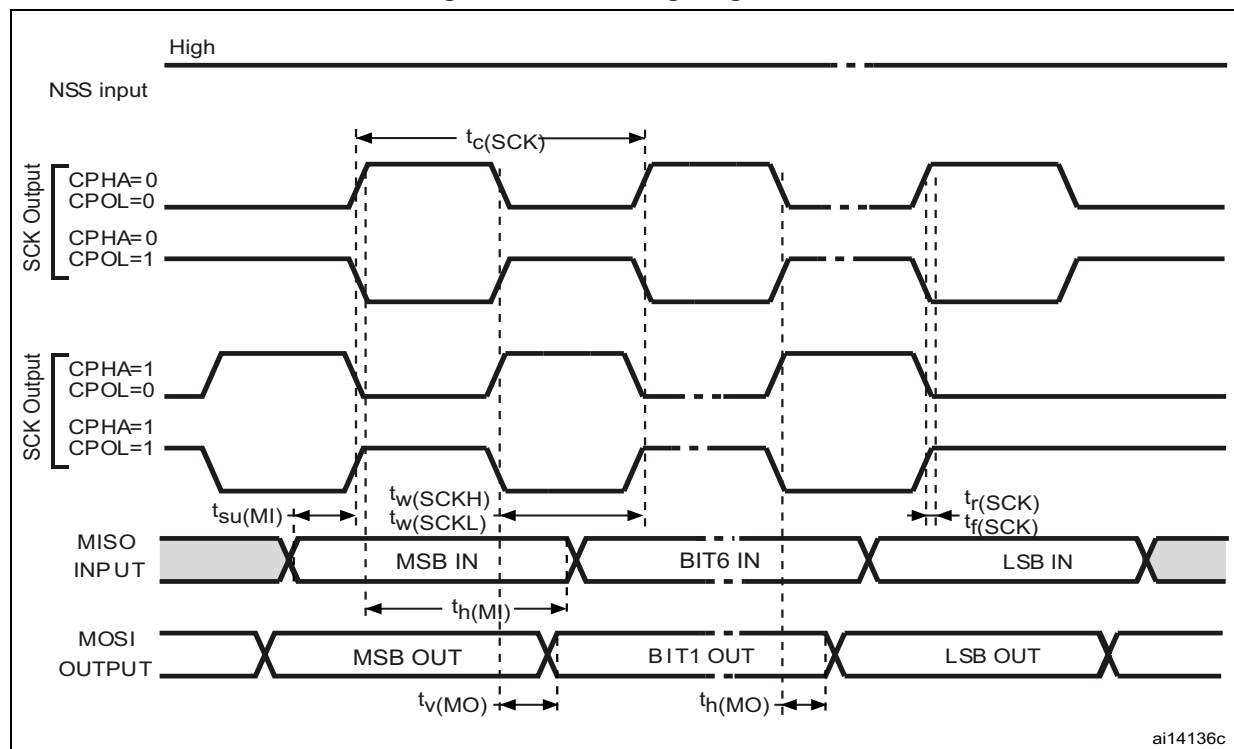 High
NSS input
tc(SCK)
SCK Output
CPHA=0
CPOL=0
CPHA=0
CPOL=1
SCK Output
CPHA=1
CPOL=0
CPHA=1
CPOL=1
tsu(MI)
tw(SCKH)
tw(SCKL)
tr(SCK)
tf(SCK)
MISO
INPUT
MSB IN
BIT6 IN
LSB IN
th(MI)
MOSI
OUTPUT
MSB OUT
BIT1 OUT
LSB OUT
tv(MO)
th(MO)
ai14136c